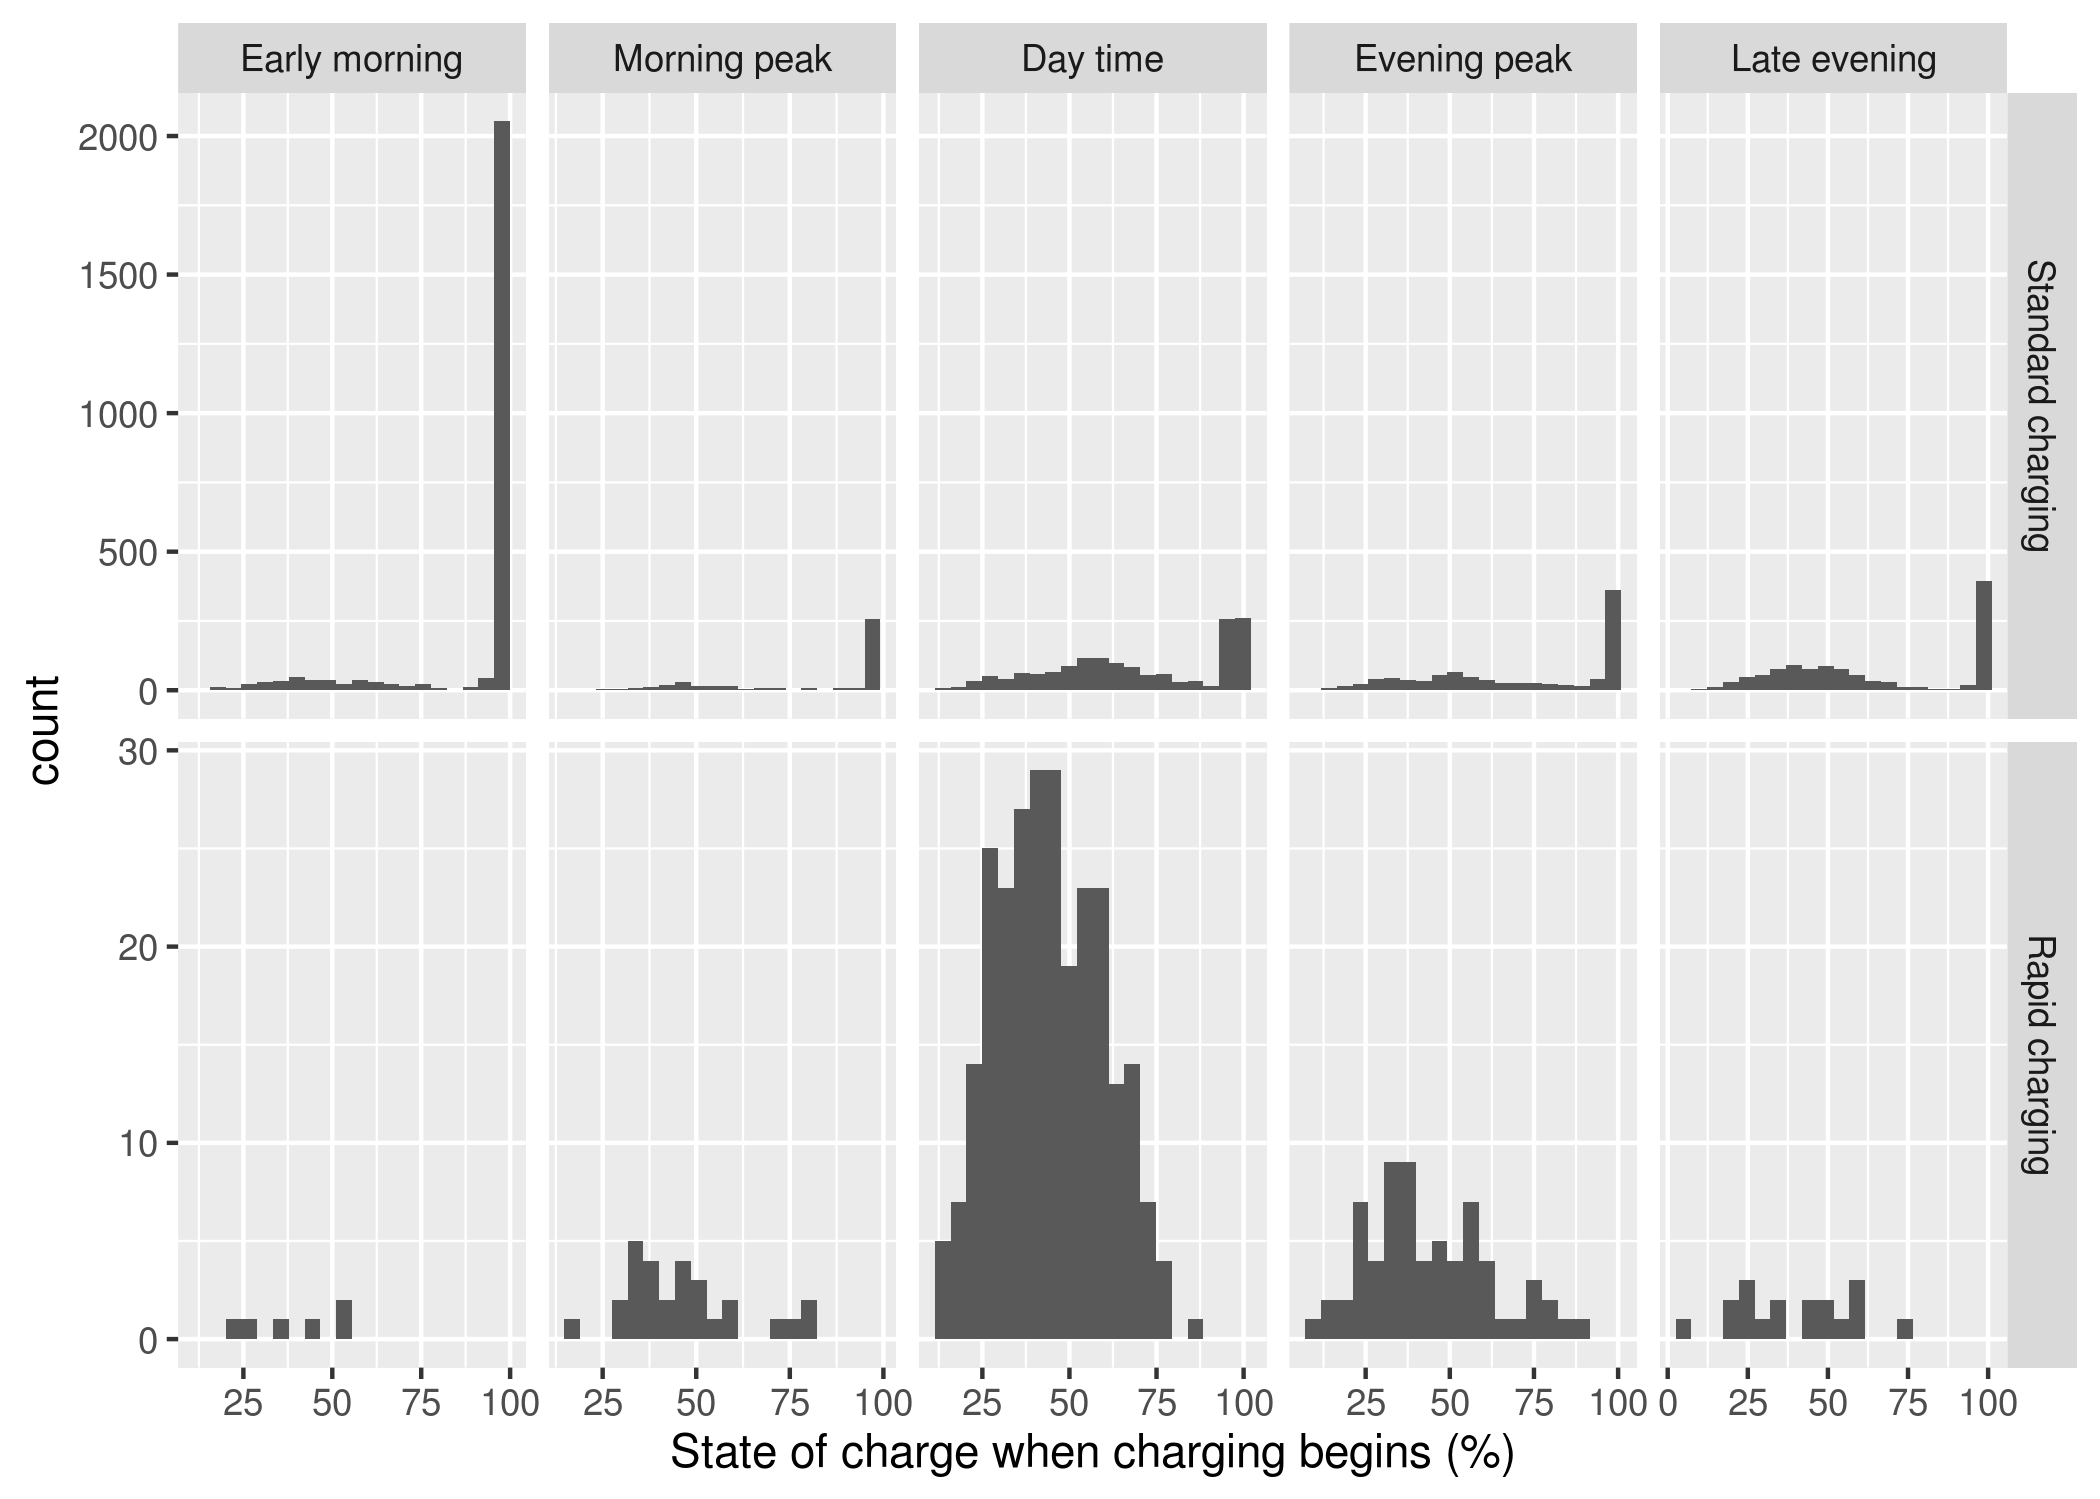 Early morning
Morning peak
Day time
Evening peak
Late evening
2000
1500
1000
500
0
Standard charging
count
30
20
10
0
Rapid charging
25 50 75 100
25 50 75 100
25 50 75 100
25 50 75 100
0 25 50 75 100
State of charge when charging begins (%)